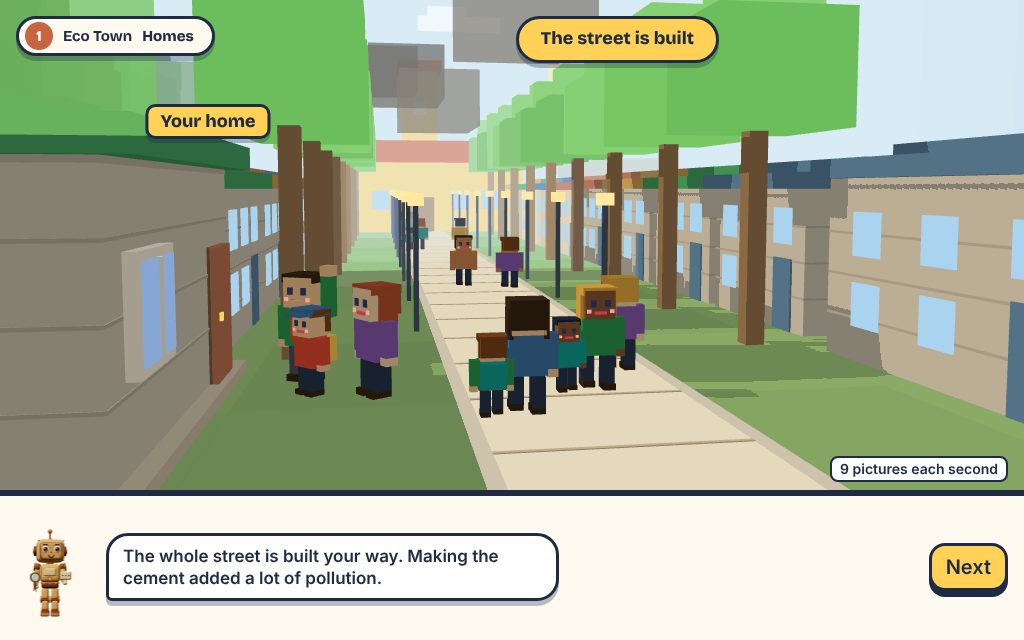 1 Eco Town Homes
The street is built
Your home
9 pictures each second
The whole street is built your way. Making the
cement added a lot of pollution.
Next